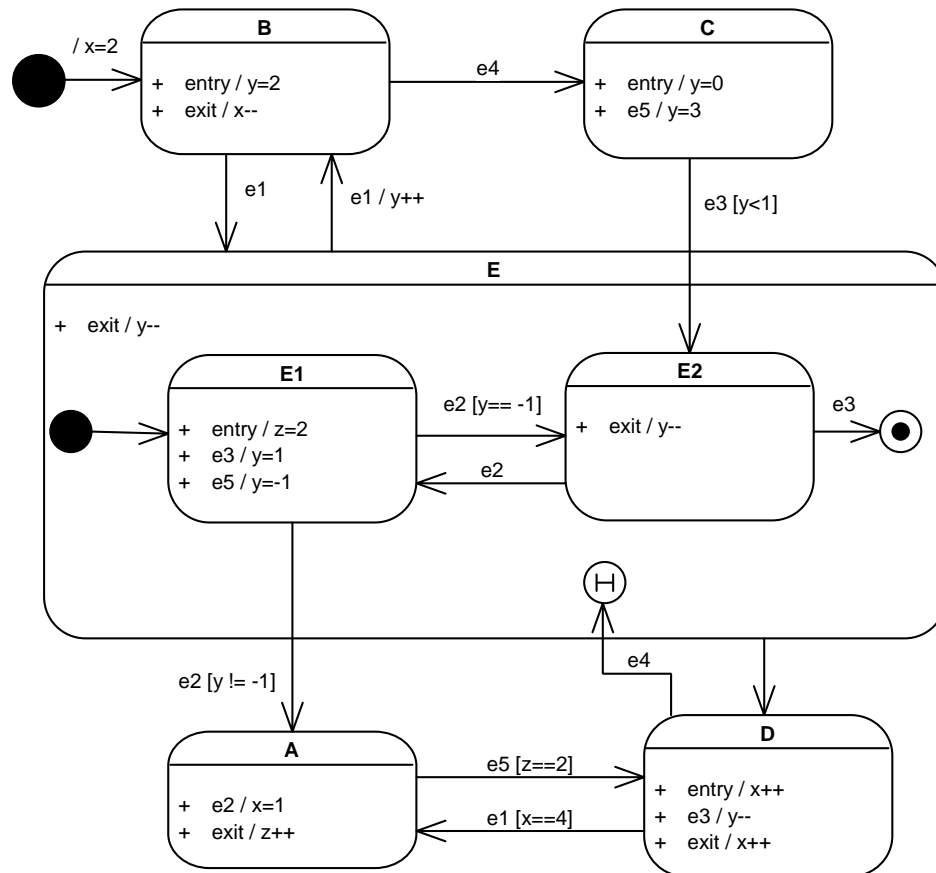 / x=2
B
+ entry / y=2
+ exit / x--
e4
C
+ entry / y=0
+ e5 / y=3
e1
e1 / y++
e3 [y<1]
E
+ exit / y--
E1
+ entry / z=2
+ e3 / y=1
+ e5 / y=-1
e2 [y== -1]
e2
E2
+ exit / y--
e3
H
e4
e2 [y != -1]
A
+ e2 / x=1
+ exit / z++
e5 [z==2]
e1 [x==4]
D
+ entry / x++
+ e3 / y--
+ exit / x++